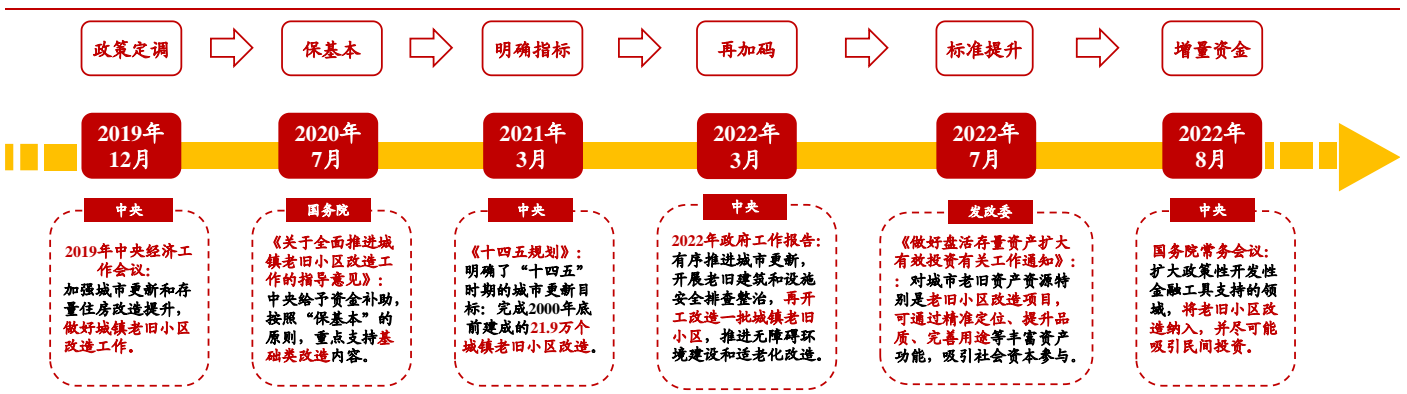 政策定调
保基本
明确指标
再加码
标准提升
增量资金
2019年
12月
2020年
7月
2021年
3月
2022年
3月
2022年
7月
2022年
8月
中央
2019年中央经济工
作会议：
加强城市更新和存
量住房改造提升，
做好城镇老旧小区
改造工作。
国务院
《关于全面推进城
镇老旧小区改造工
作的指导意见》：
中央给予资金补助，
按照“保基本”的
原则，重点支持基
础类改造内容。
中央
《十四五规划》：
明确了“十四五”
时期的城市更新目
标：完成2000年底
前建成的21.9万个
城镇老旧小区改造。
中央
2022年政府工作报告：
有序推进城市更新，
开展老旧建筑和设施
安全排查整治，再开
工改造一批城镇老旧
小区，推进无障碍环
境建设和适老化改造。
发改委
《做好盘活存量资产扩大
有效投资有关工作通知》：
：对城市老旧资产资源特
别是老旧小区改造项目，
可通过精准定位、提升品
质、完善用途等丰富资产
功能，吸引社会资本参与。
中央
国务院常务会议：
扩大政策性开发性
金融工具支持的领
域，将老旧小区改
造纳入，并尽可能
吸引民间投资。